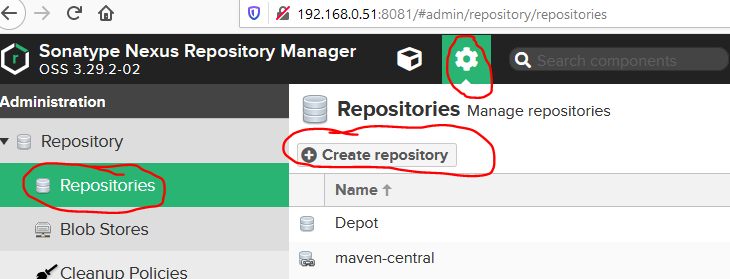 192.168.0.51:8081/#admin/repository/repositories
Sonatype Nexus Repository Manager
OSS 3.29.2-02
Search components
Administration
Repositories Manage repositories
Repository
Create repository
Repositories
Name
Depot
Blob Stores
maven-central
Cleanup Policies